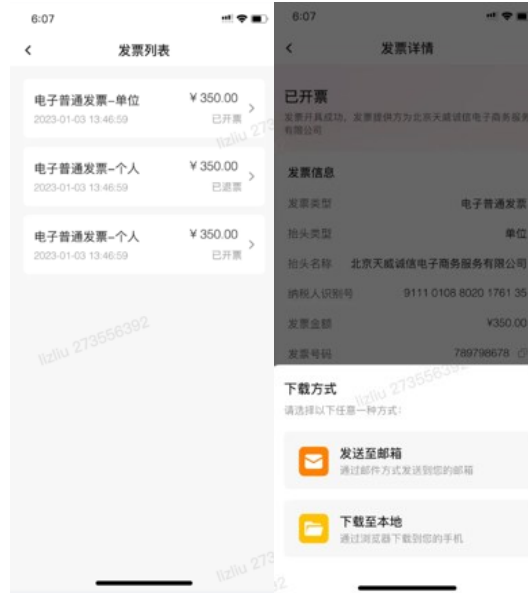 6:07
发票列表
电子普通发票-单位
¥ 350.00
2023-01-03 13:46:59
已开票
电子普通发票-个人
¥ 350.00
2023-01-03 13:46:59
已退票
电子普通发票-个人
¥ 350.00
2023-01-03 13:46:59
已开票
lizliu 273556392
lizliu 273
lizliu 273
6:07
发票详情
已开票
发票开具成功，发票提供方为北京天威诚信电子商务服务
有限公司
发票信息
发票类型
电子普通发票
抬头类型
单位
抬头名称
北京天威诚信电子商务服务有限公司
纳税人识别号
9111 0108 8020 1761 35
发票金额
¥350.00
发票号码
789798678
下载方式
请选择以下任意一种方式：
发送至邮箱
通过邮件方式发送到您的邮箱
下载至本地
通过浏览器下载到您的手机